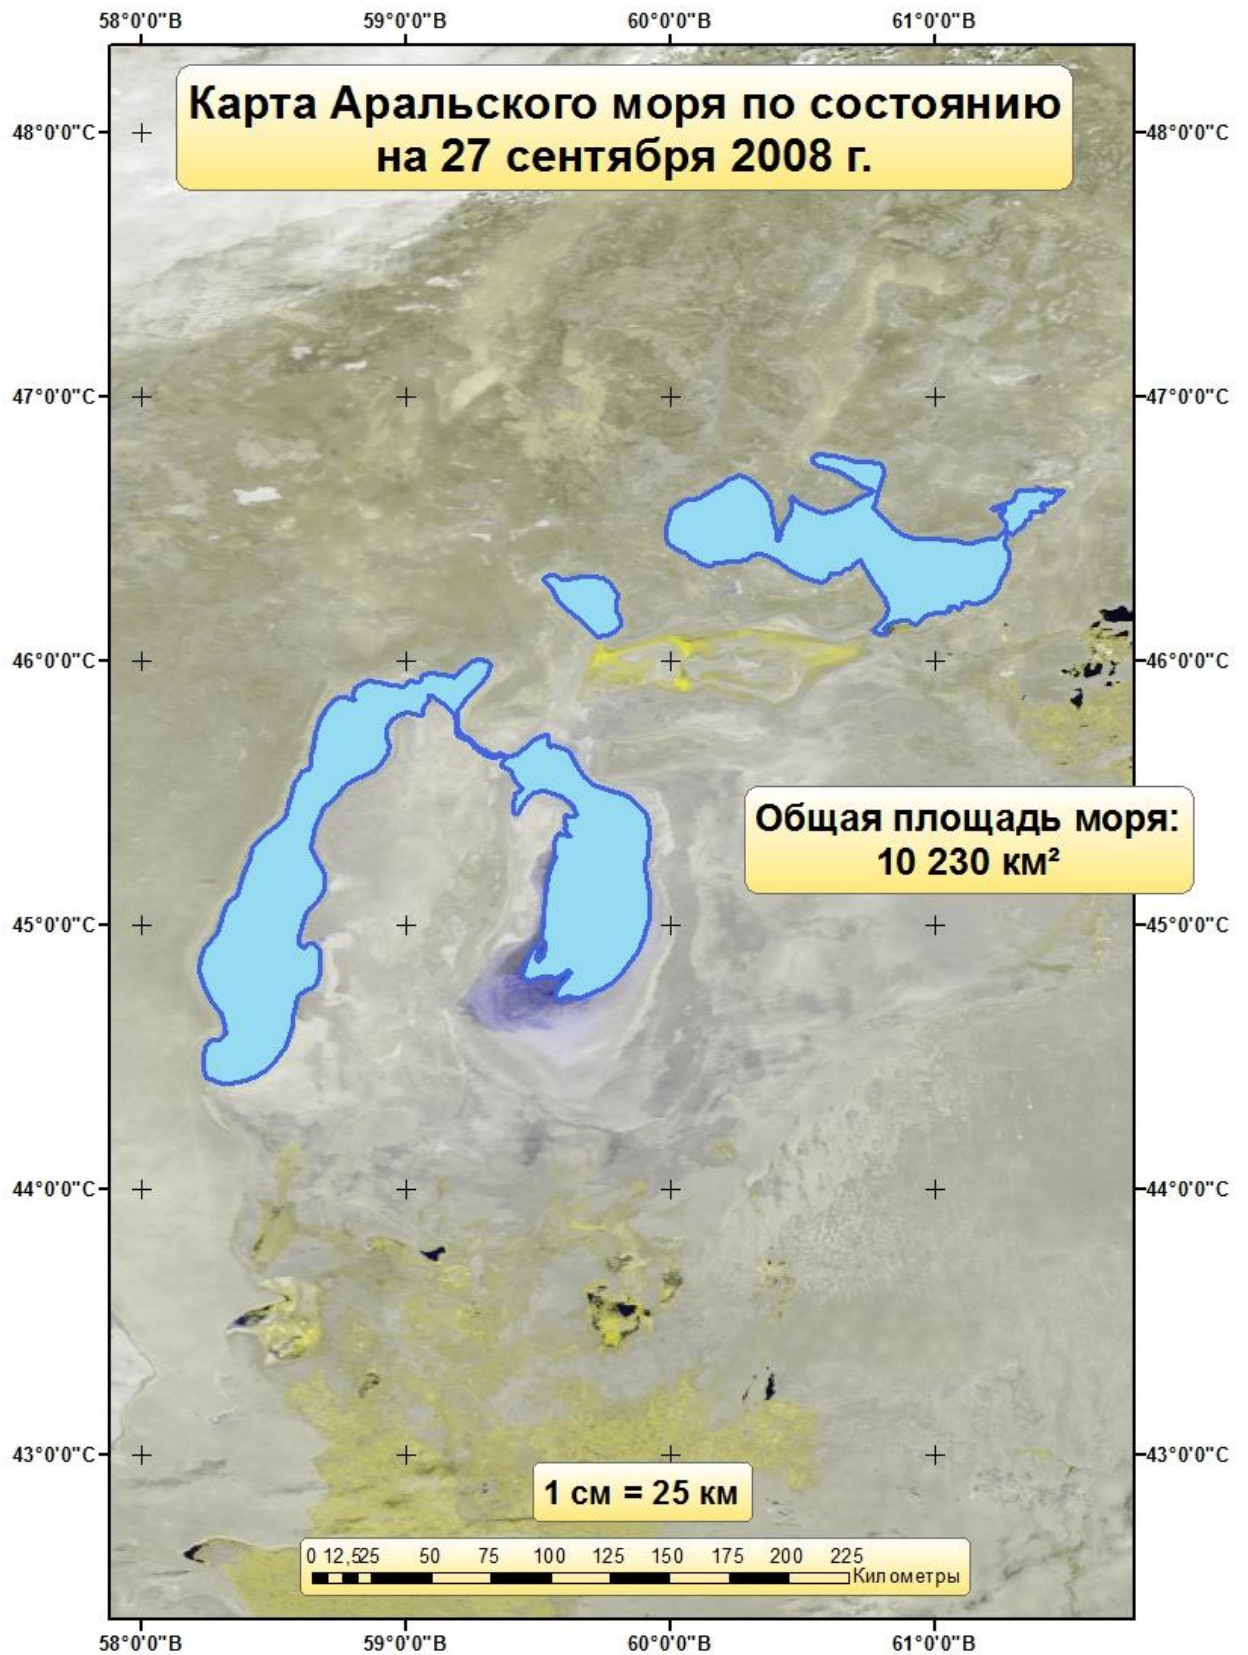 58°0'0"В 59°0'0"В 60°0'0"В 61°0'0"В
Карта Аральского моря по состоянию
на 27 сентября 2008 г.
48°0'0"С 48°0'0"С
47°0'0"С 47°0'0"С
46°0'0"С 46°0'0"С
Общая площадь моря:
10 230 км²
45°0'0"С 45°0'0"С
44°0'0"С 44°0'0"С
43°0'0"С 43°0'0"С
1 см = 25 км
0 12,525 50 75 100 125 150 175 200 225
Километры
58°0'0"В 59°0'0"В 60°0'0"В 61°0'0"В